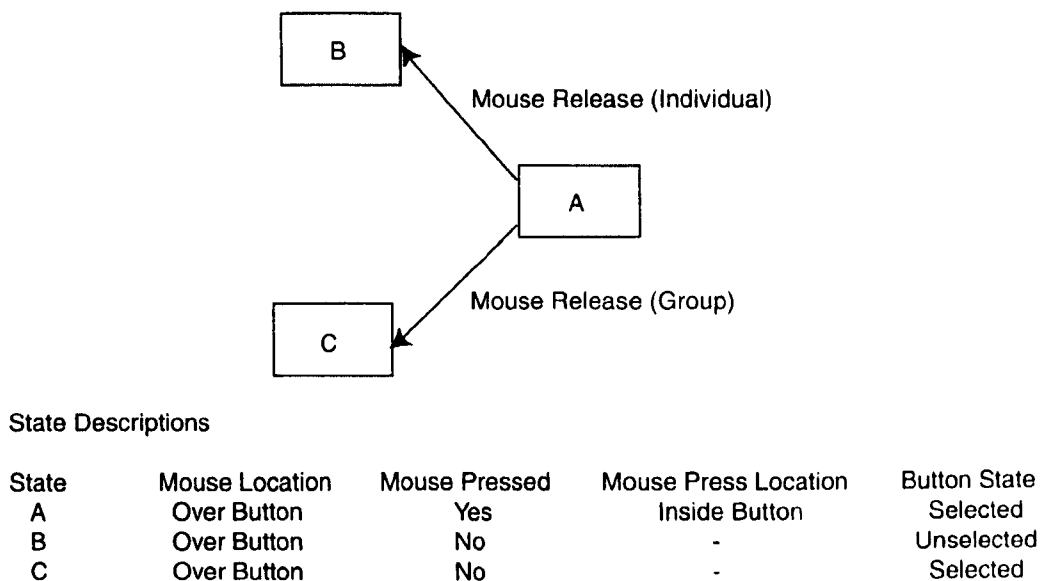 B
Mouse Release (Individual)
A
Mouse Release (Group)
C
State Descriptions
State Mouse Location Mouse Pressed Mouse Press Location Button State
A Over Button Yes Inside Button Selected
B Over Button No - Unselected
C Over Button No - Selected